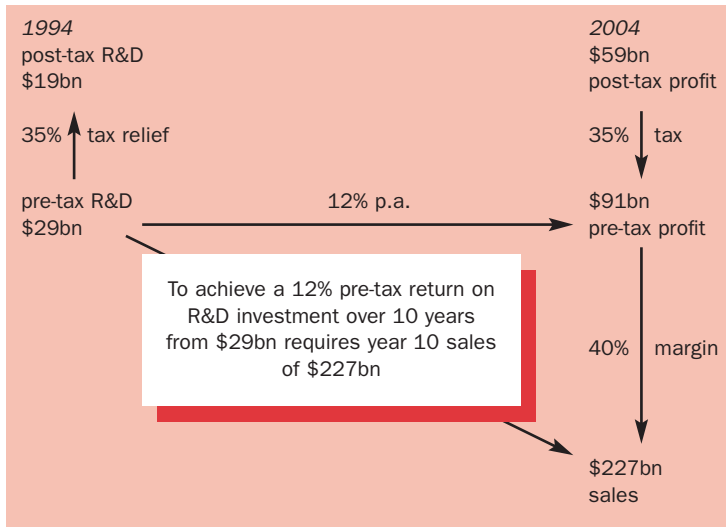 1994
post-tax R&D
$19bn
35% tax relief
pre-tax R&D
$29bn
12% p.a.
2004
$59bn
post-tax profit
35% tax
$91bn
pre-tax profit
To achieve a 12% pre-tax return on
R&D investment over 10 years
from $29bn requires year 10 sales
of $227bn
40% margin
$227bn
sales